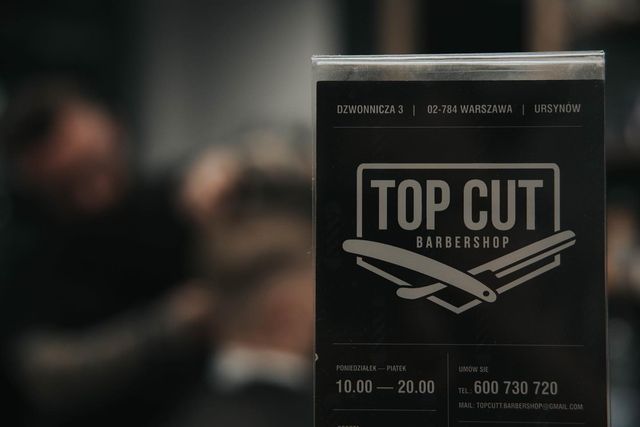 DZWONNICZA 3 | 02-784 WARSZAWA | URSYNÓW
TOP CUT
BARBERSHOP
PONIEDZIAŁEK — PIĄTEK
10.00 — 20.00
UMÓW SIĘ
TEL.: 600 730 720
MAIL: TOPCUTT.BARBERSHOP@GMAIL.COM